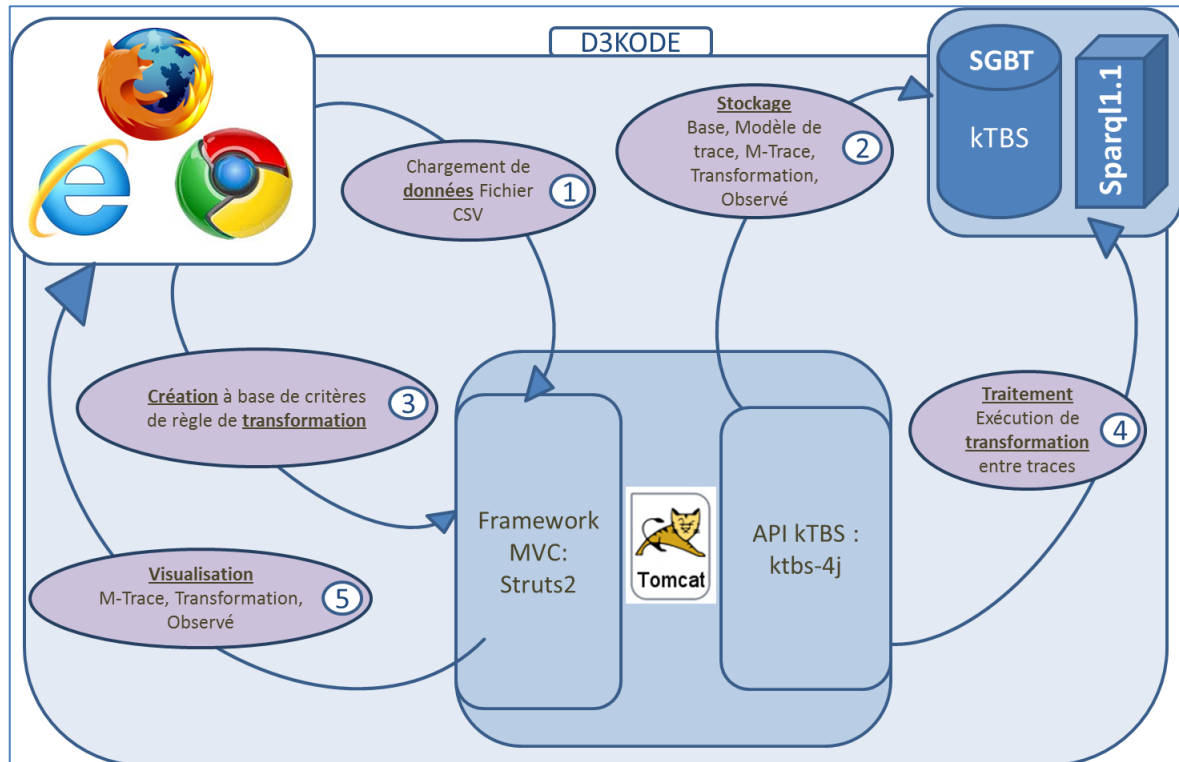 D3KODE
SGBT
kTBS
Sparql1.1
Stockage
Base, Modèle de
trace, M-Trace,
Transformation,
Observé
2
Chargement de
données Fichier
CSV
1
Création à base de critères
de règle de transformation
3
Traitement
Exécution de
transformation
entre traces
4
Framework
MVC:
Struts2
Tomcat
API kTBS :
ktbs-4j
Visualisation
M-Trace, Transformation,
Observé
5